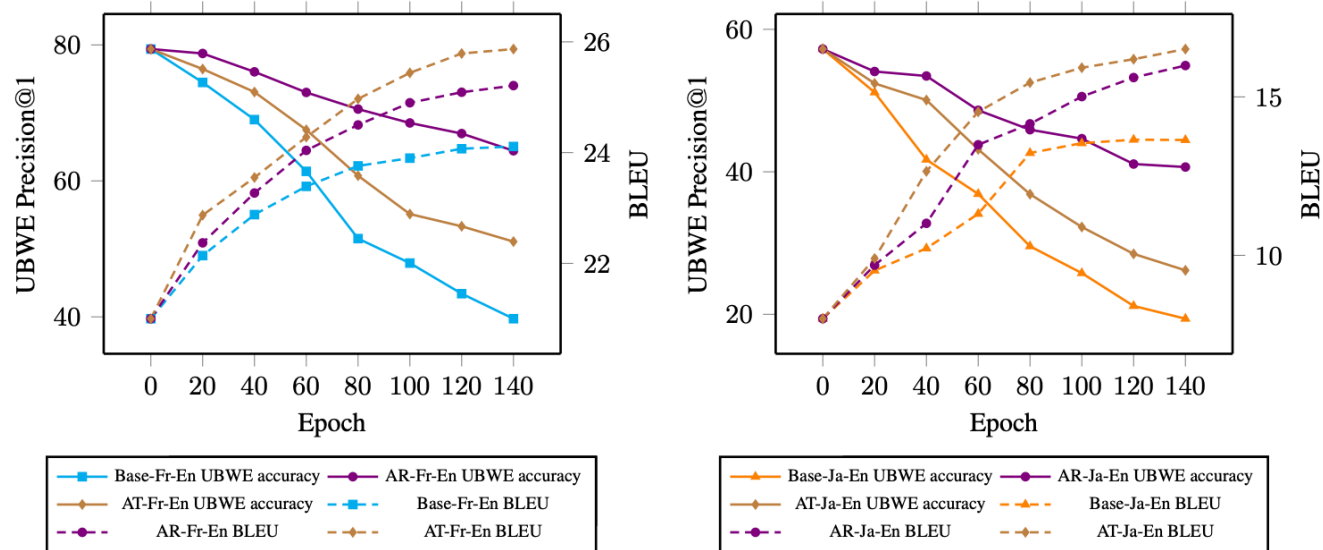 80
60
40
UBWE Precision@1
26
24
22
BLEU
0 20 40 60 80 100 120 140
Epoch
Base-Fr-En UBWE accuracy AR-Fr-En UBWE accuracy
AT-Fr-En UBWE accuracy Base-Fr-En BLEU
AR-Fr-En BLEU AT-Fr-En BLEU
60
40
20
UBWE Precision@1
15
10
BLEU
0 20 40 60 80 100 120 140
Epoch
Base-Ja-En UBWE accuracy AR-Ja-En UBWE accuracy
AT-Ja-En UBWE accuracy Base-Ja-En BLEU
AR-Ja-En BLEU AT-Ja-En BLEU